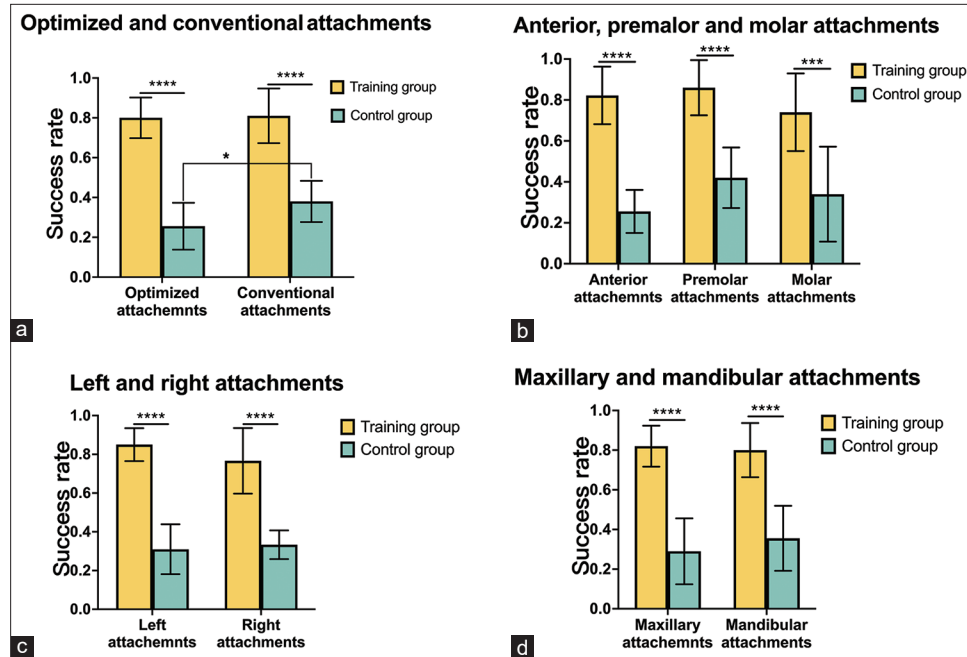 Optimized and conventional attachments
Success rate
1.0
0.8
0.6
0.4
0.2
0.0
****
****
*
Training group
Control group
Optimized
attachemnts
Conventional
attachments
a
Anterior, premalor and molar attachments
Success rate
1.0
0.8
0.6
0.4
0.2
0.0
****
****
***
Training group
Control group
Anterior
attachemnts
Premolar
attachments
Molar
attachments
b
Left and right attachments
Success rate
1.0
0.8
0.6
0.4
0.2
0.0
****
****
Training group
Control group
Left
attachemnts
Right
attachments
c
Maxillary and mandibular attachments
Success rate
1.0
0.8
0.6
0.4
0.2
0.0
****
****
Training group
Control group
Maxillary
attachemnts
Mandibular
attachments
d